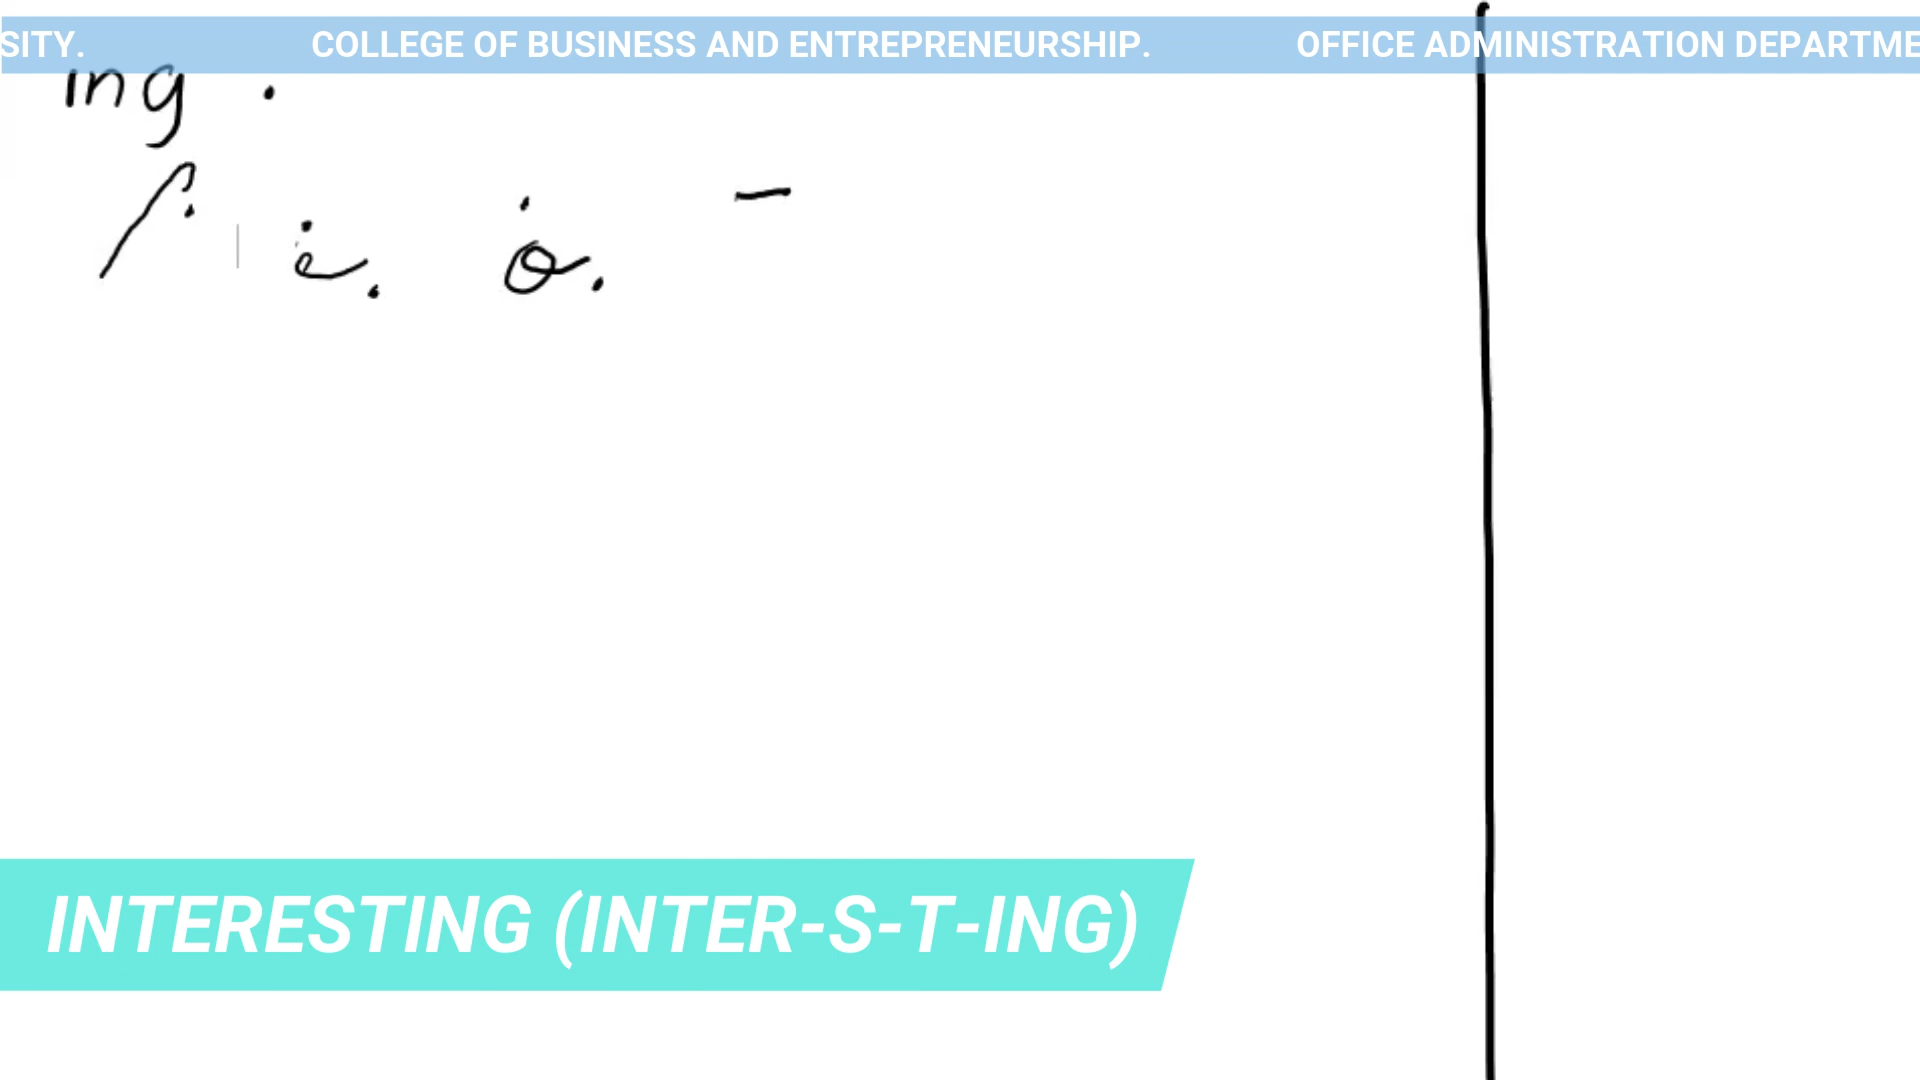 SITY. COLLEGE OF BUSINESS AND ENTREPRENEURSHIP. OFFICE ADMINISTRATION DEPARTME
ing .
INTERESTING (INTER-S-T-ING)